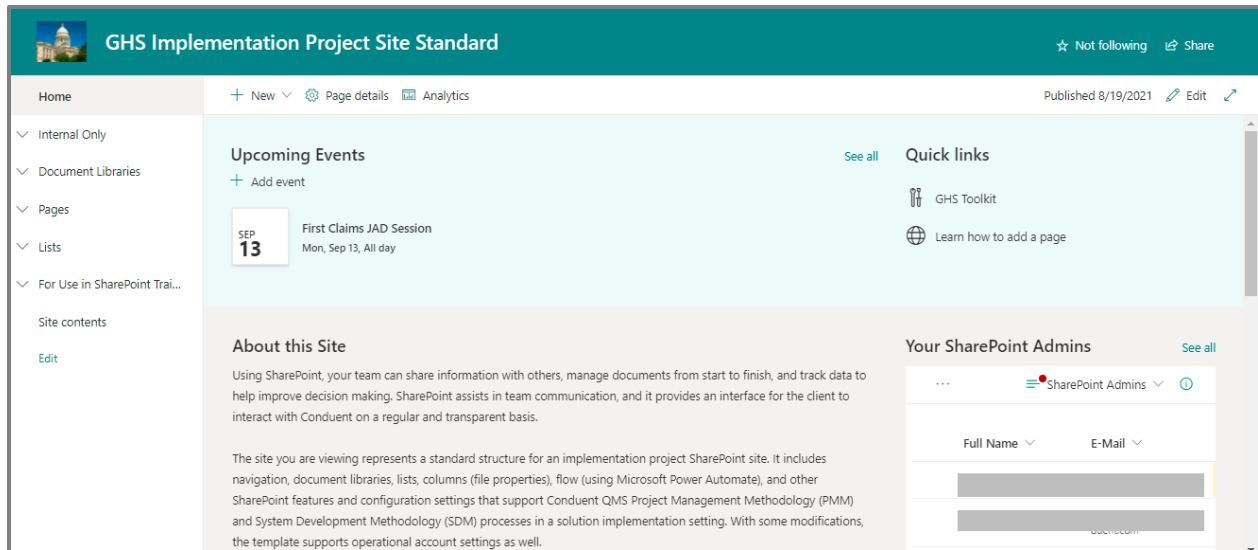 GHS Implementation Project Site Standard
Not following
Share
Home
Internal Only
Document Libraries
Pages
Lists
For Use in SharePoint Trai...
Site contents
Edit
New
Page details
Analytics
Published 8/19/2021
Edit
Upcoming Events
See all
Add event
SEP
13
First Claims JAD Session
Mon, Sep 13, All day
Quick links
GHS Toolkit
Learn how to add a page
About this Site
Using SharePoint, your team can share information with others, manage documents from start to finish, and track data to
help improve decision making. SharePoint assists in team communication, and it provides an interface for the client to
interact with Conduent on a regular and transparent basis.
The site you are viewing represents a standard structure for an implementation project SharePoint site. It includes
navigation, document libraries, lists, columns (file properties), flow (using Microsoft Power Automate), and other
SharePoint features and configuration settings that support Conduent QMS Project Management Methodology (PMM)
and System Development Methodology (SDM) processes in a solution implementation setting. With some modifications,
the template supports operational account settings as well.
Your SharePoint Admins
See all
... SharePoint Admins
Full Name E-Mail